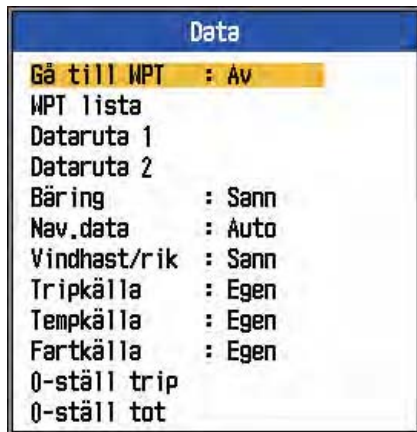 Data
Gå till WPT : Av
WPT lista
Dataruta 1
Dataruta 2
Bäring : Sann
Nav.data : Auto
Vindhast/rik : Sann
Tripkälla : Egen
Tempkälla : Egen
Fartkälla : Egen
0-ställ trip
0-ställ tot